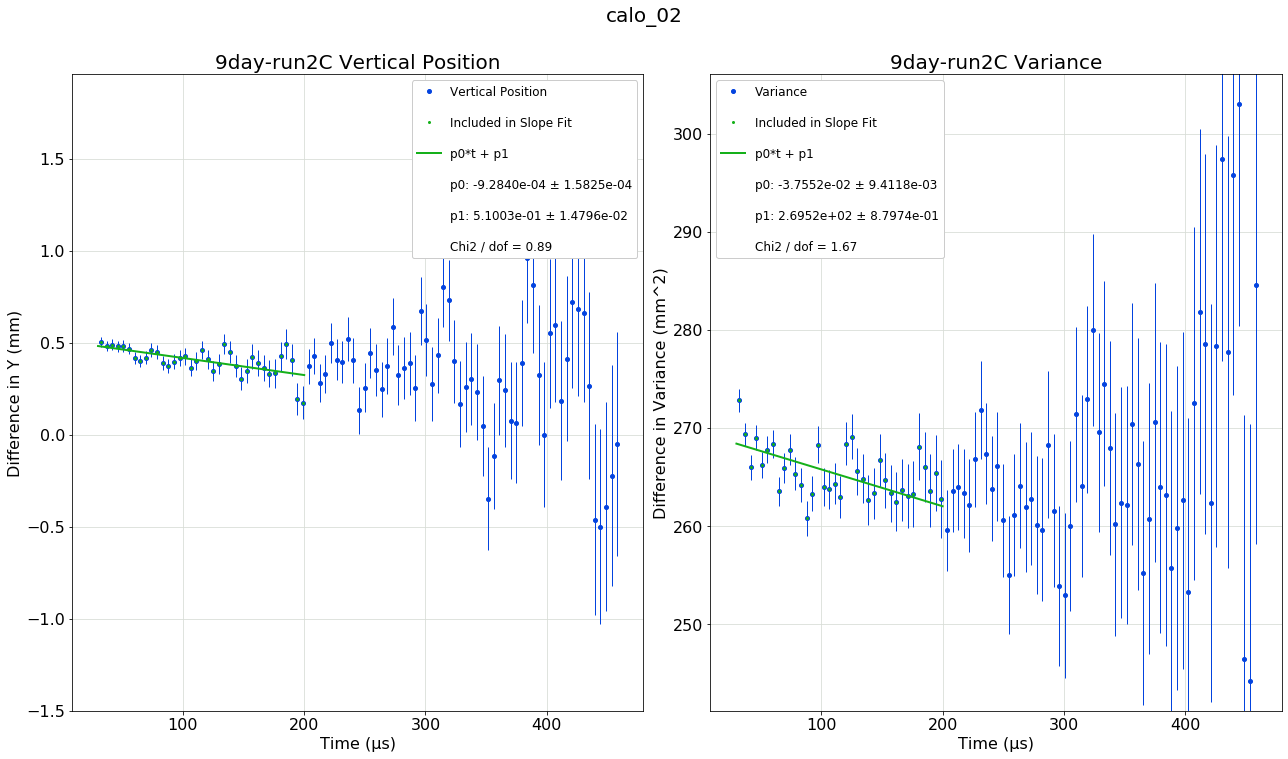 calo_02
9day-run2C Vertical Position
Vertical Position
Included in Slope Fit
p0*t + p1
p0: -9.2840e-04 ± 1.5825e-04
p1: 5.1003e-01 ± 1.4796e-02
Chi2 / dof = 0.89
Difference in Y (mm)
1.5
1.0
0.5
0.0
−0.5
−1.0
−1.5
100
200
300
400
Time (μs)
9day-run2C Variance
Variance
Included in Slope Fit
p0*t + p1
p0: -3.7552e-02 ± 9.4118e-03
p1: 2.6952e+02 ± 8.7974e-01
Chi2 / dof = 1.67
Difference in Variance (mm^2)
300
290
280
270
260
250
100
200
300
400
Time (μs)